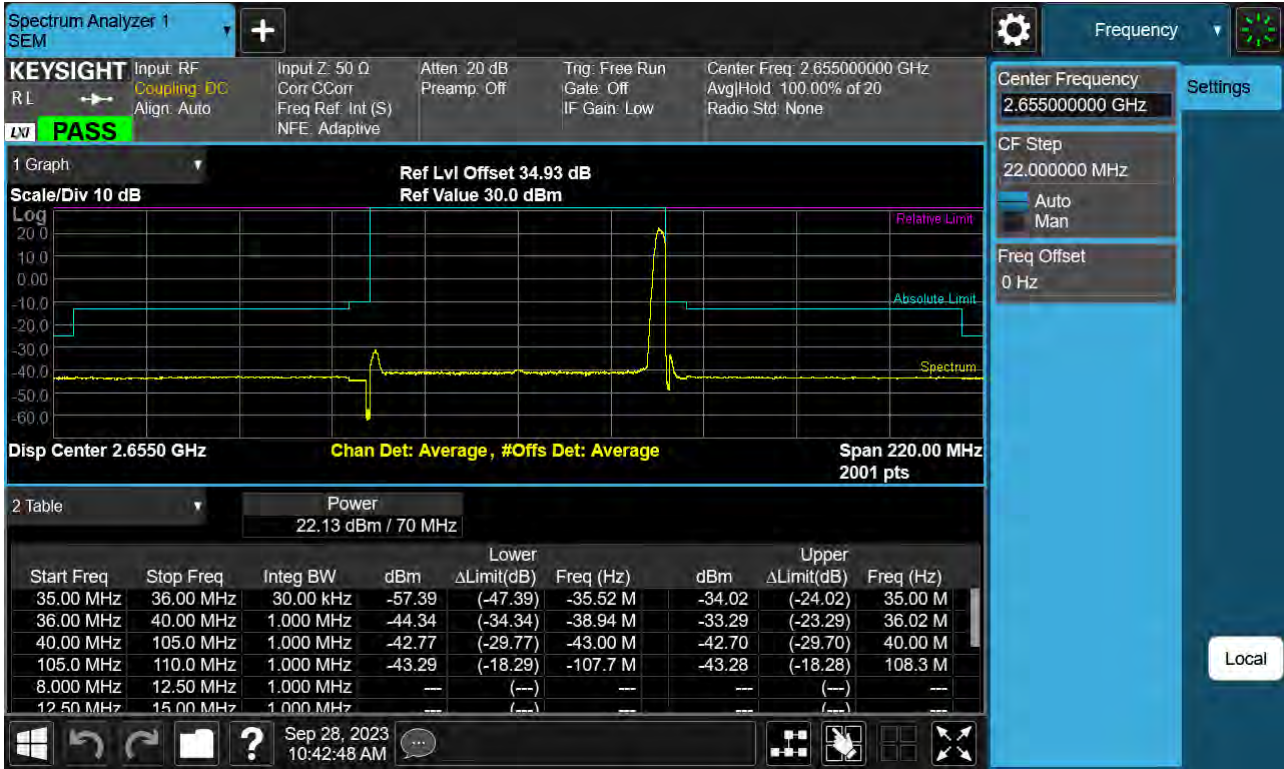 Spectrum Analyzer 1
SEM
+
Frequency
KEYSIGHT
R L
LXI
PASS
Input: RF
Coupling: DC
Align: Auto
Input Z: 50 Ω
Corr CCorr
Freq Ref: Int (S)
NFE: Adaptive
Atten: 20 dB
Preamp: Off
Trig: Free Run
Gate: Off
IF Gain: Low
Center Freq: 2.655000000 GHz
Avg|Hold: 100.00% of 20
Radio Std: None
Center Frequency
2.655000000 GHz
Settings
CF Step
22.000000 MHz
Auto
Man
Freq Offset
0 Hz
Local
1 Graph
Scale/Div 10 dB
Ref Lvl Offset 34.93 dB
Ref Value 30.0 dBm
Log
20.0
10.0
0.00
-10.0
-20.0
-30.0
-40.0
-50.0
-60.0
Relative Limit
Absolute Limit
Spectrum
Disp Center 2.6550 GHz
Chan Det: Average, #Offs Det: Average
Span 220.00 MHz
2001 pts
2 Table
Power
22.13 dBm / 70 MHz
Lower Upper
Start Freq Stop Freq Integ BW dBm ΔLimit(dB) Freq (Hz) dBm ΔLimit(dB) Freq (Hz)
35.00 MHz 36.00 MHz 30.00 kHz -57.39 (-47.39) -35.52 M -34.02 (-24.02) 35.00 M
36.00 MHz 40.00 MHz 1.000 MHz -44.34 (-34.34) -38.94 M -33.29 (-23.29) 36.02 M
40.00 MHz 105.0 MHz 1.000 MHz -42.77 (-29.77) -43.00 M -42.70 (-29.70) 40.00 M
105.0 MHz 110.0 MHz 1.000 MHz -43.29 (-18.29) -107.7 M -43.28 (-18.28) 108.3 M
8.000 MHz 12.50 MHz 1.000 MHz --- (---) --- --- (---) ---
12.50 MHz 15.00 MHz 1.000 MHz --- (---) --- --- (---) ---
?
Sep 28, 2023
10:42:48 AM